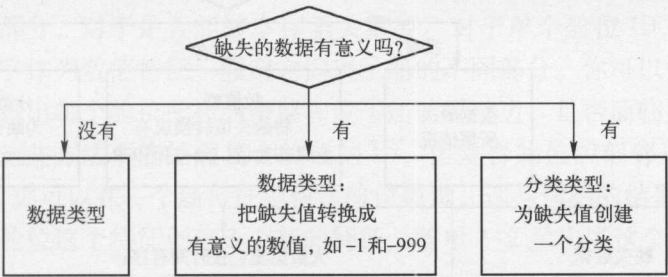 缺失的数据有意义吗?
没有
有
有
数据类型
数据类型:
把缺失值转换成
有意义的数值，如-1和-999
分类类型:
为缺失值创建
一个分类